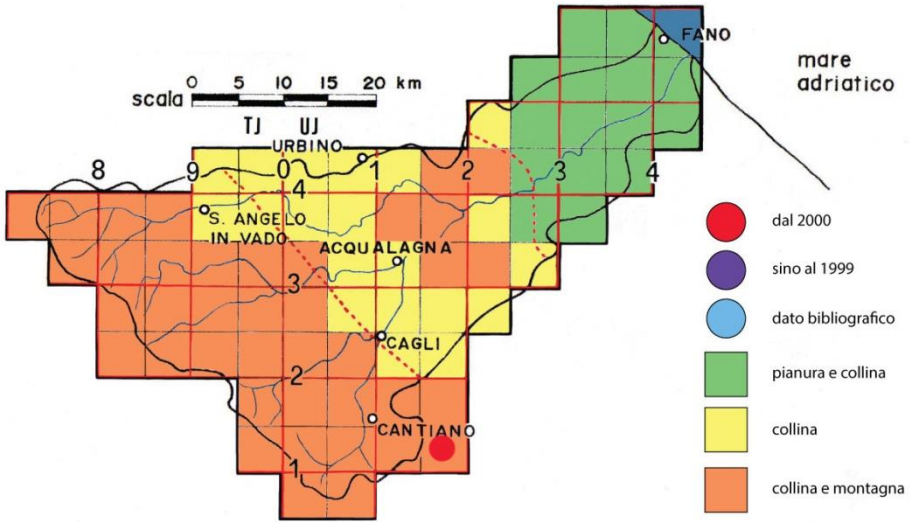 FANO
mare
adriatico
0 5 10 15 20 km
scala
TJ UJ
URBINO
8 9 0 1 2 3 4
4
S. ANGELO
IN VADO
ACQUALAGNA
3
CAGLI
2
CANTIANO
1
dal 2000
sino al 1999
dato bibliografico
pianura e collina
collina
collina e montagna